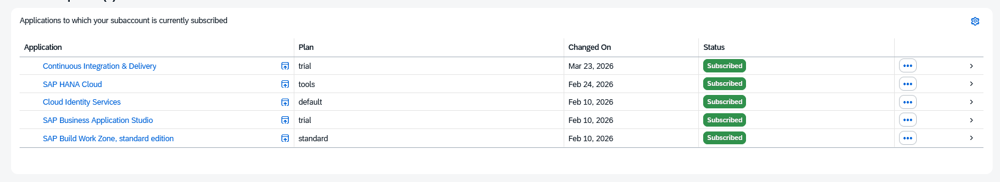 Applications to which your subaccount is currently subscribed
Application Plan Changed On Status
Continuous Integration & Delivery trial Mar 23, 2026 Subscribed
SAP HANA Cloud tools Feb 24, 2026 Subscribed
Cloud Identity Services default Feb 10, 2026 Subscribed
SAP Business Application Studio trial Feb 10, 2026 Subscribed
SAP Build Work Zone, standard edition standard Feb 10, 2026 Subscribed